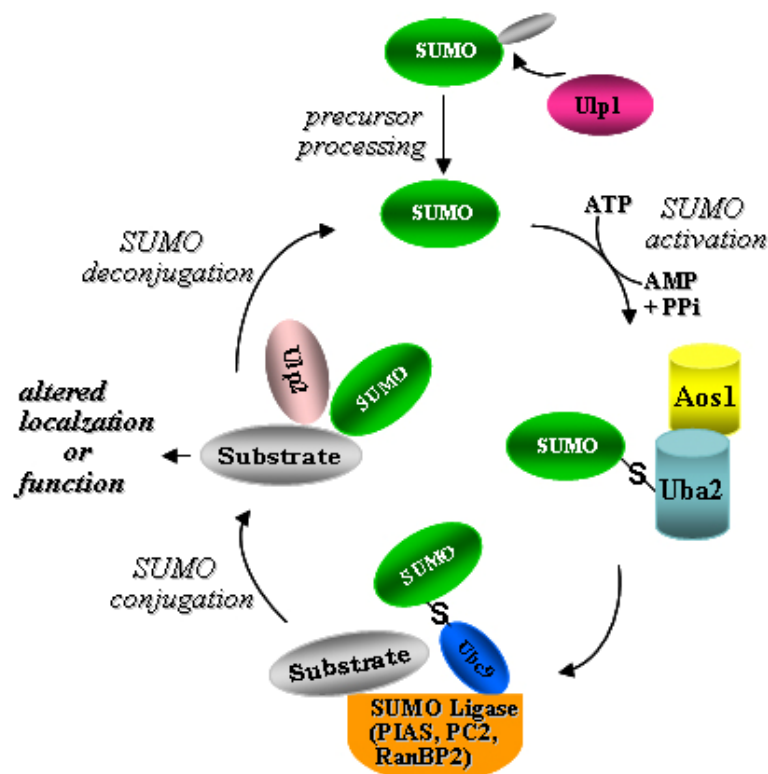 SUMO
Ulp1
precursor
processing
SUMO
ATP
SUMO
activation
AMP
+ PPi
SUMO
deconjugation
Ulp2
SUMO
Aos1
altered
localzation
or
function
Substrate
SUMO
S
Uba2
SUMO
conjugation
SUMO
S
Substrate
Ubc9
SUMO Ligase
(PIAS, PC2,
RanBP2)